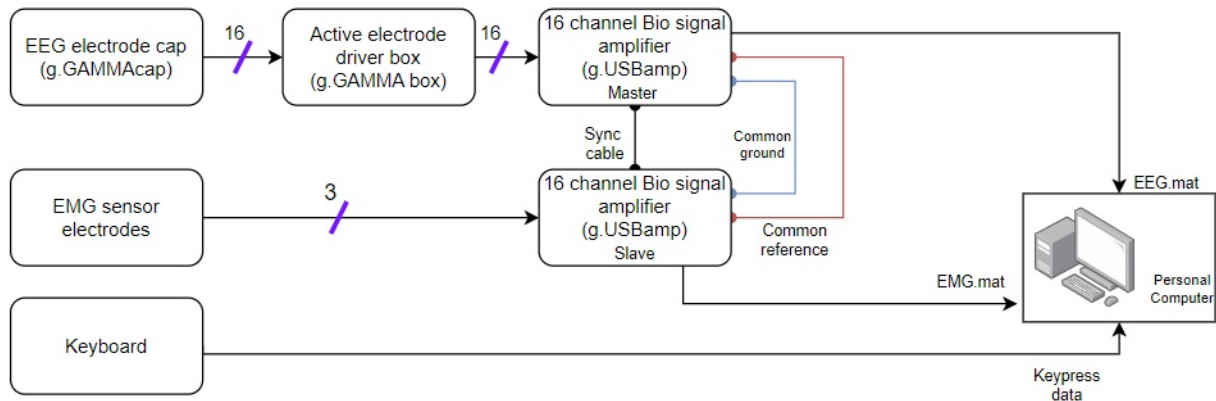 EEG electrode cap
(g.GAMMAcap)
16
Active electrode
driver box
(g.GAMMA box)
16
16 channel Bio signal
amplifier
(g.USBamp)
Master
Sync
cable
Common
ground
EMG sensor
electrodes
3
16 channel Bio signal
amplifier
(g.USBamp)
Slave
Common
reference
EEG.mat
EMG.mat
Personal
Computer
Keyboard
Keypress
data